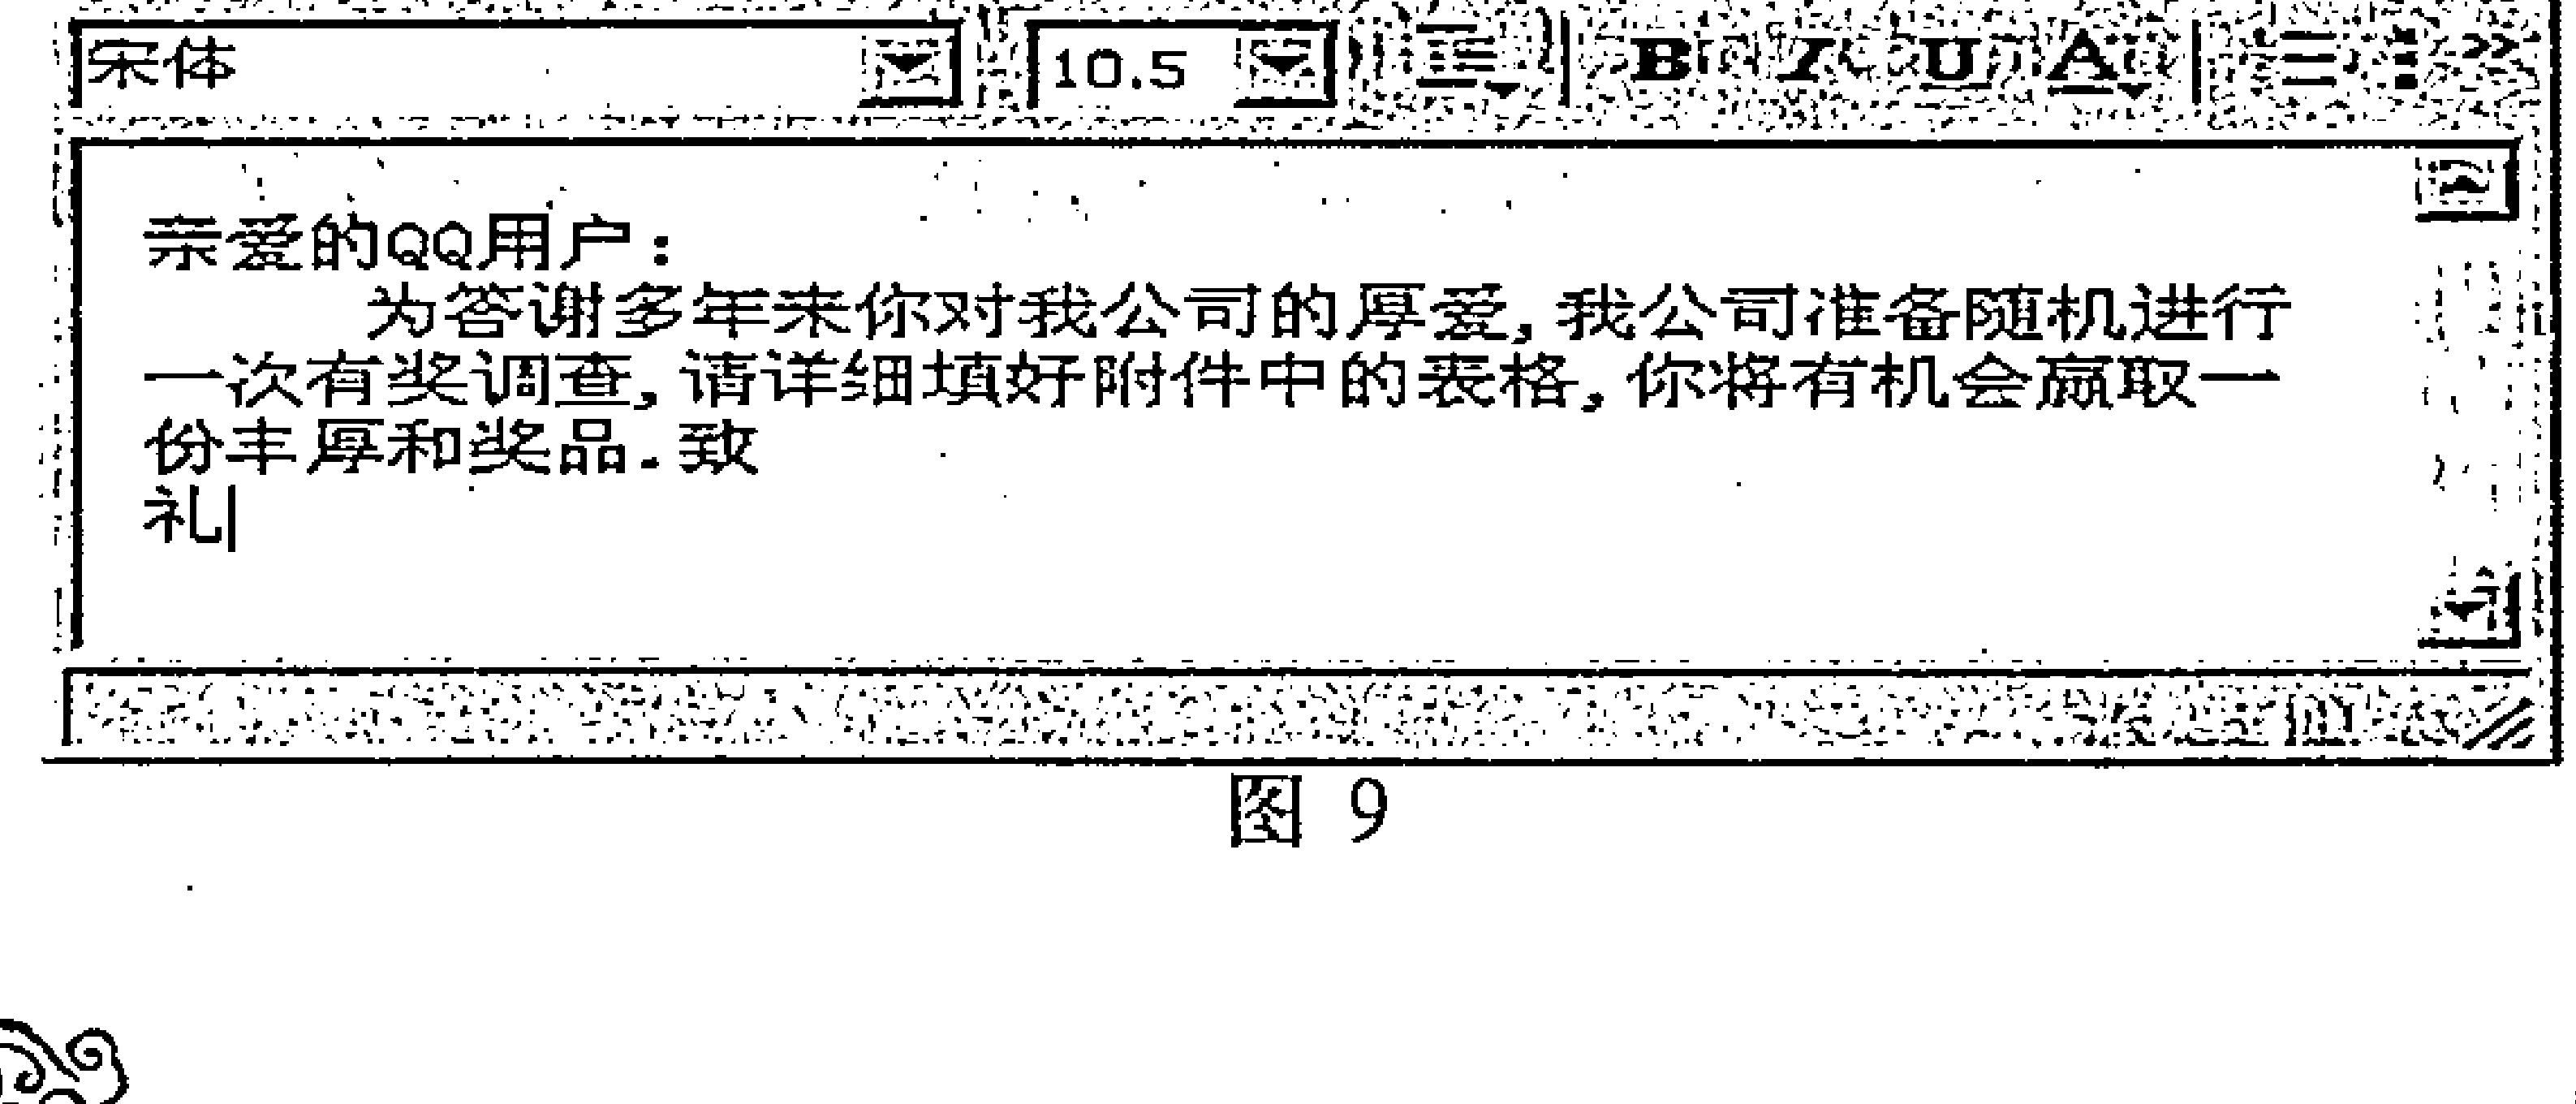 宋体 10.5 B I U A
亲爱的QQ用户：
为答谢多年来你对我公司的厚爱,我公司准备随机进行
一次有奖调查,请详细填好附件中的表格,你将有机会赢取一
份丰厚和奖品.致
礼
图 9